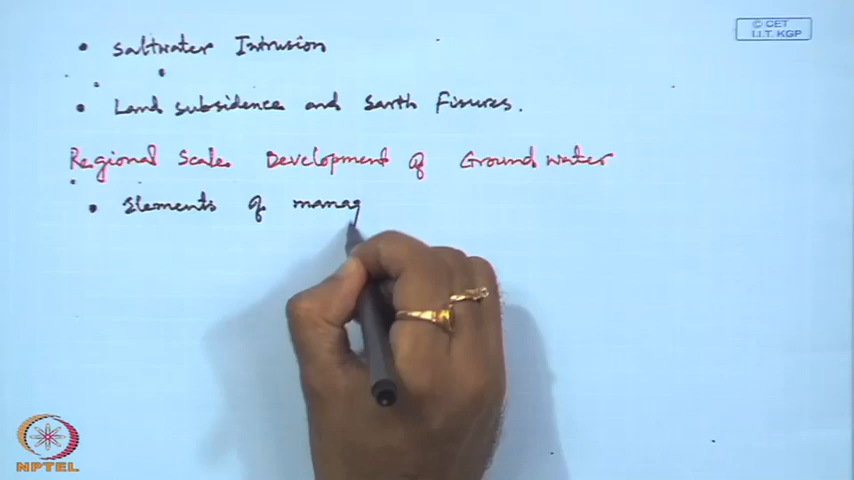 © CET
I.I.T. KGP
• Saltwater Intrusion
• Land subsidence and Earth Fissures.
Regional Scale Development of Groundwater
• Elements of manag
NPTEL